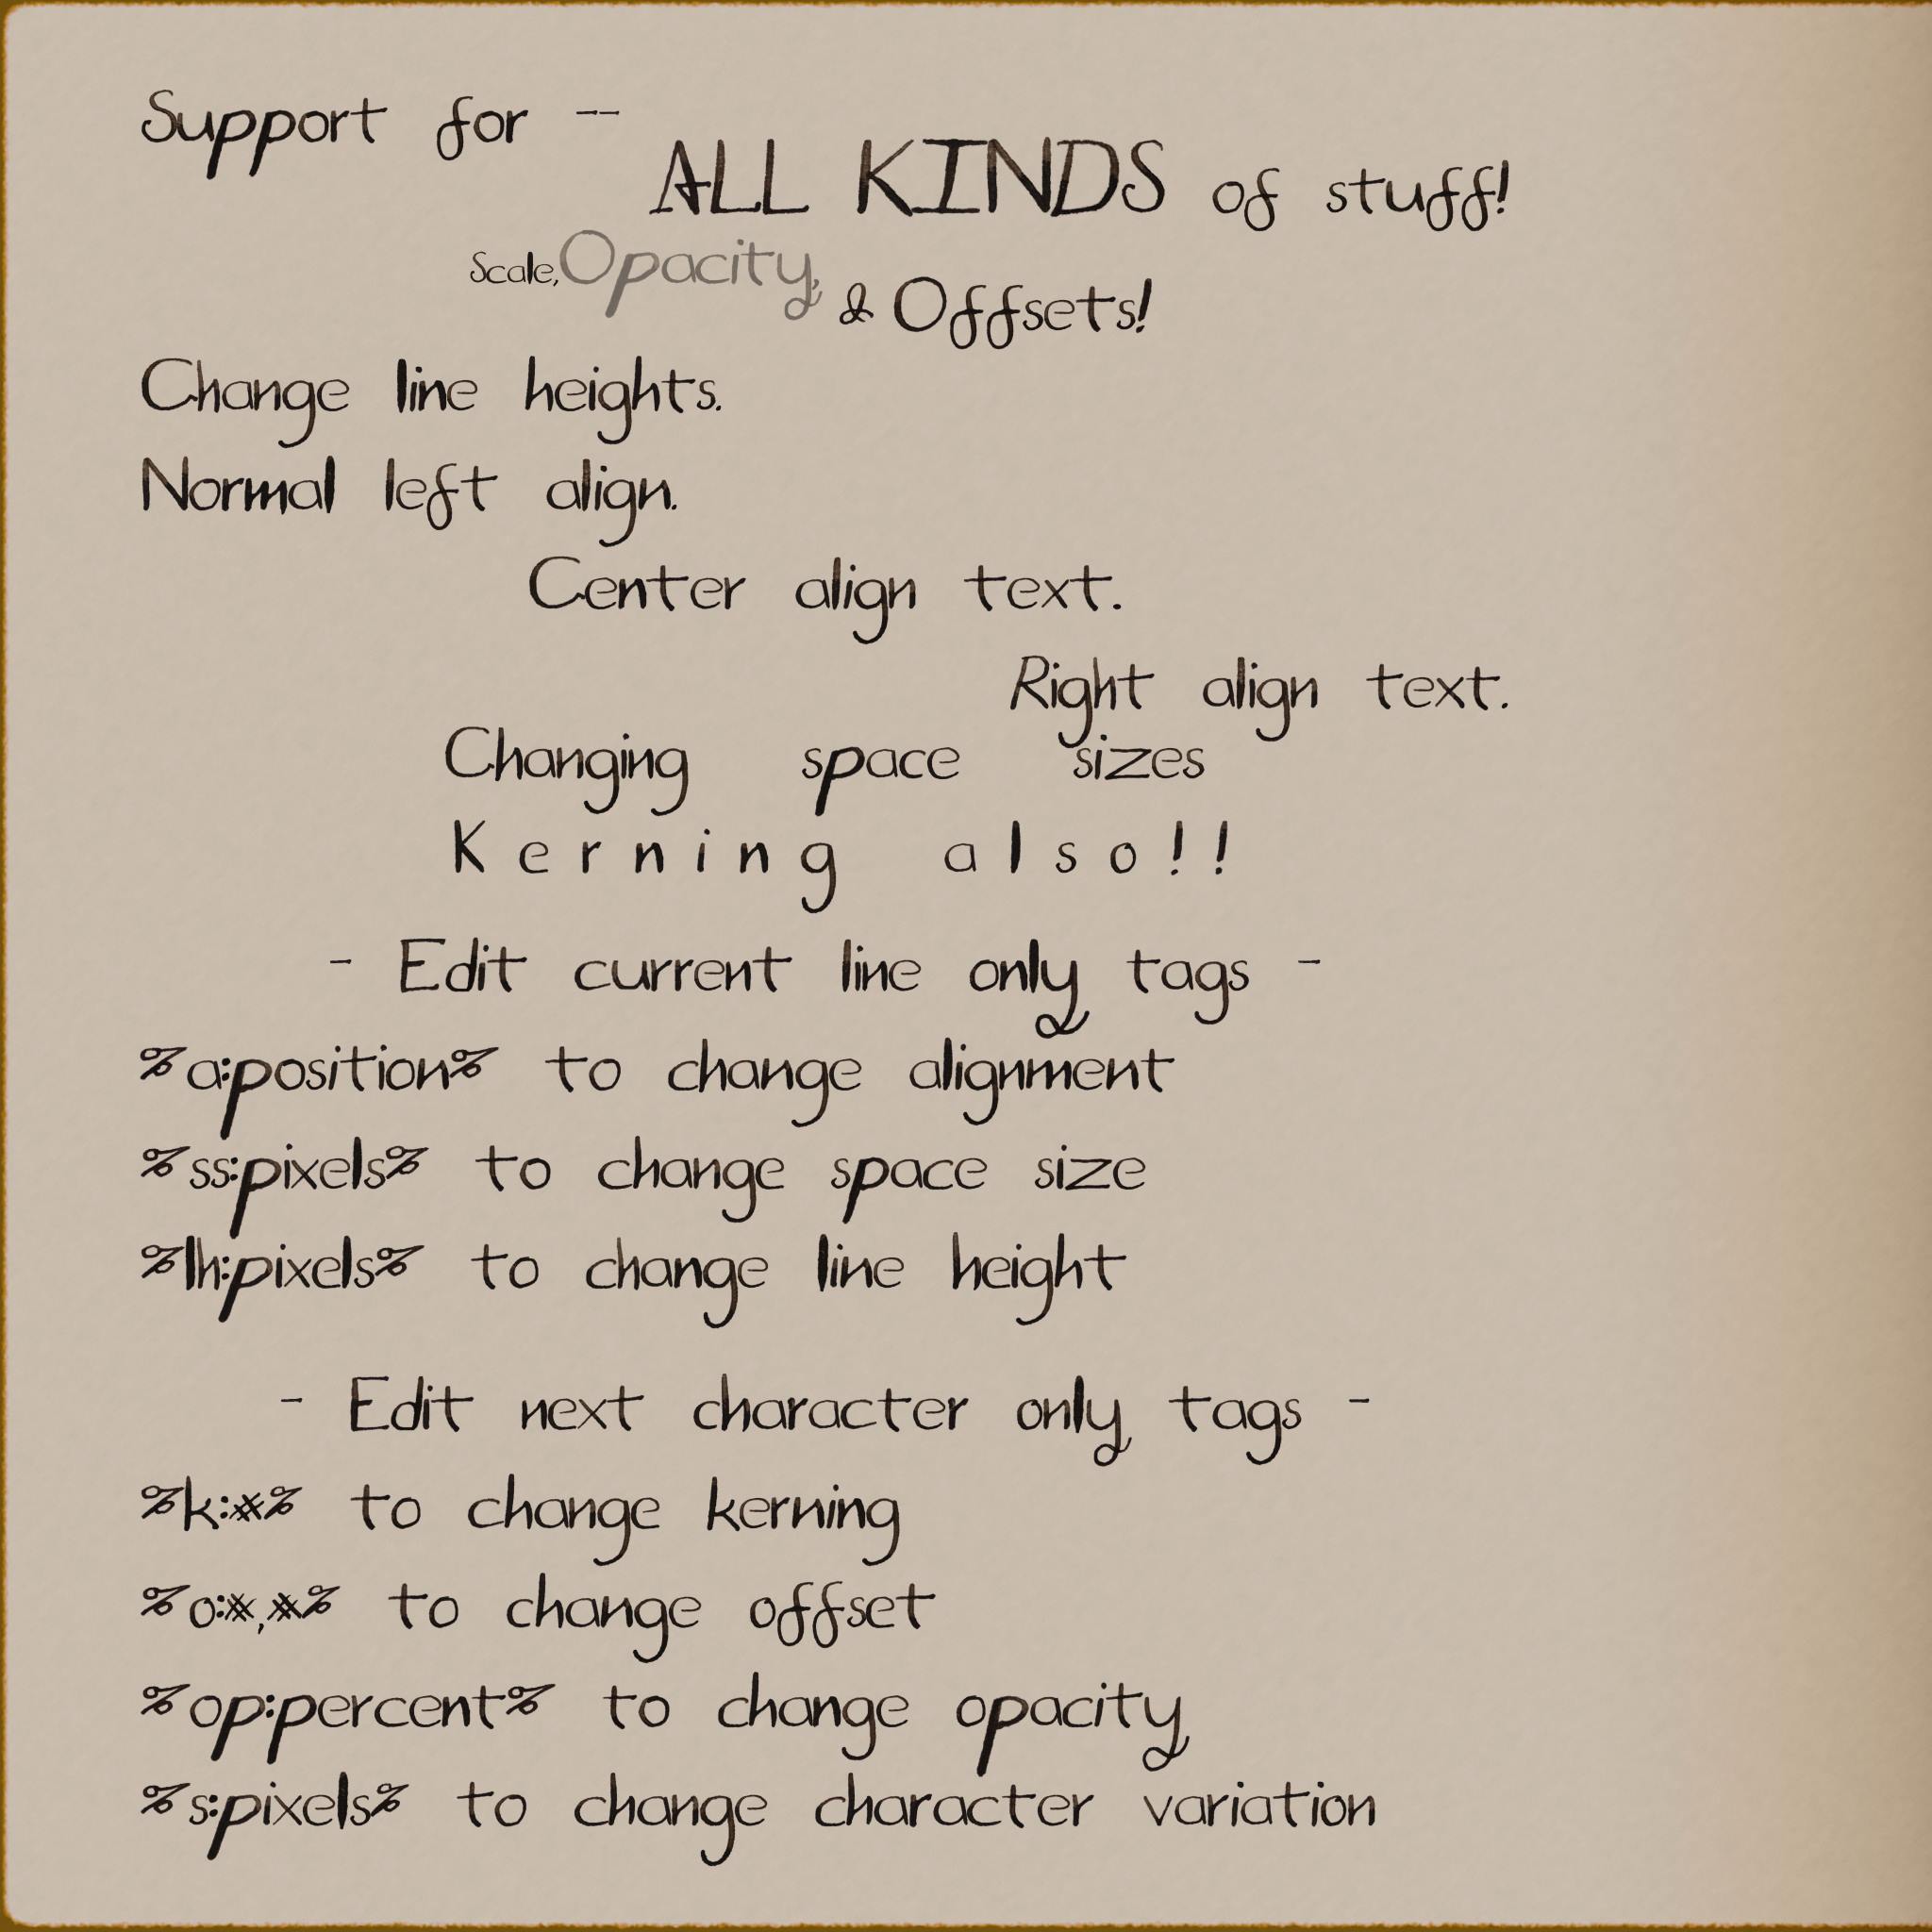 Support for --
ALL KINDS of stuff!
Scale, Opacity, & Offsets!
Change line heights.
Normal left align.
Center align text.
Right align text.
Changing space sizes
Kerning also!!
- Edit current line only tags -
%a:position% to change alignment
%ss:pixels% to change space size
%lh:pixels% to change line height
- Edit next character only tags -
%k:#% to change kerning
%o:#,#% to change offset
%op:percent% to change opacity
%s:pixels% to change character variation